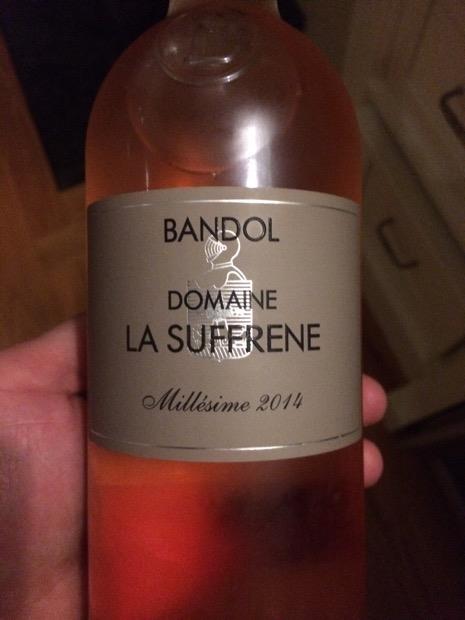 BANDOL
DOMAINE
LA SUFFRENE
Millésime 2014